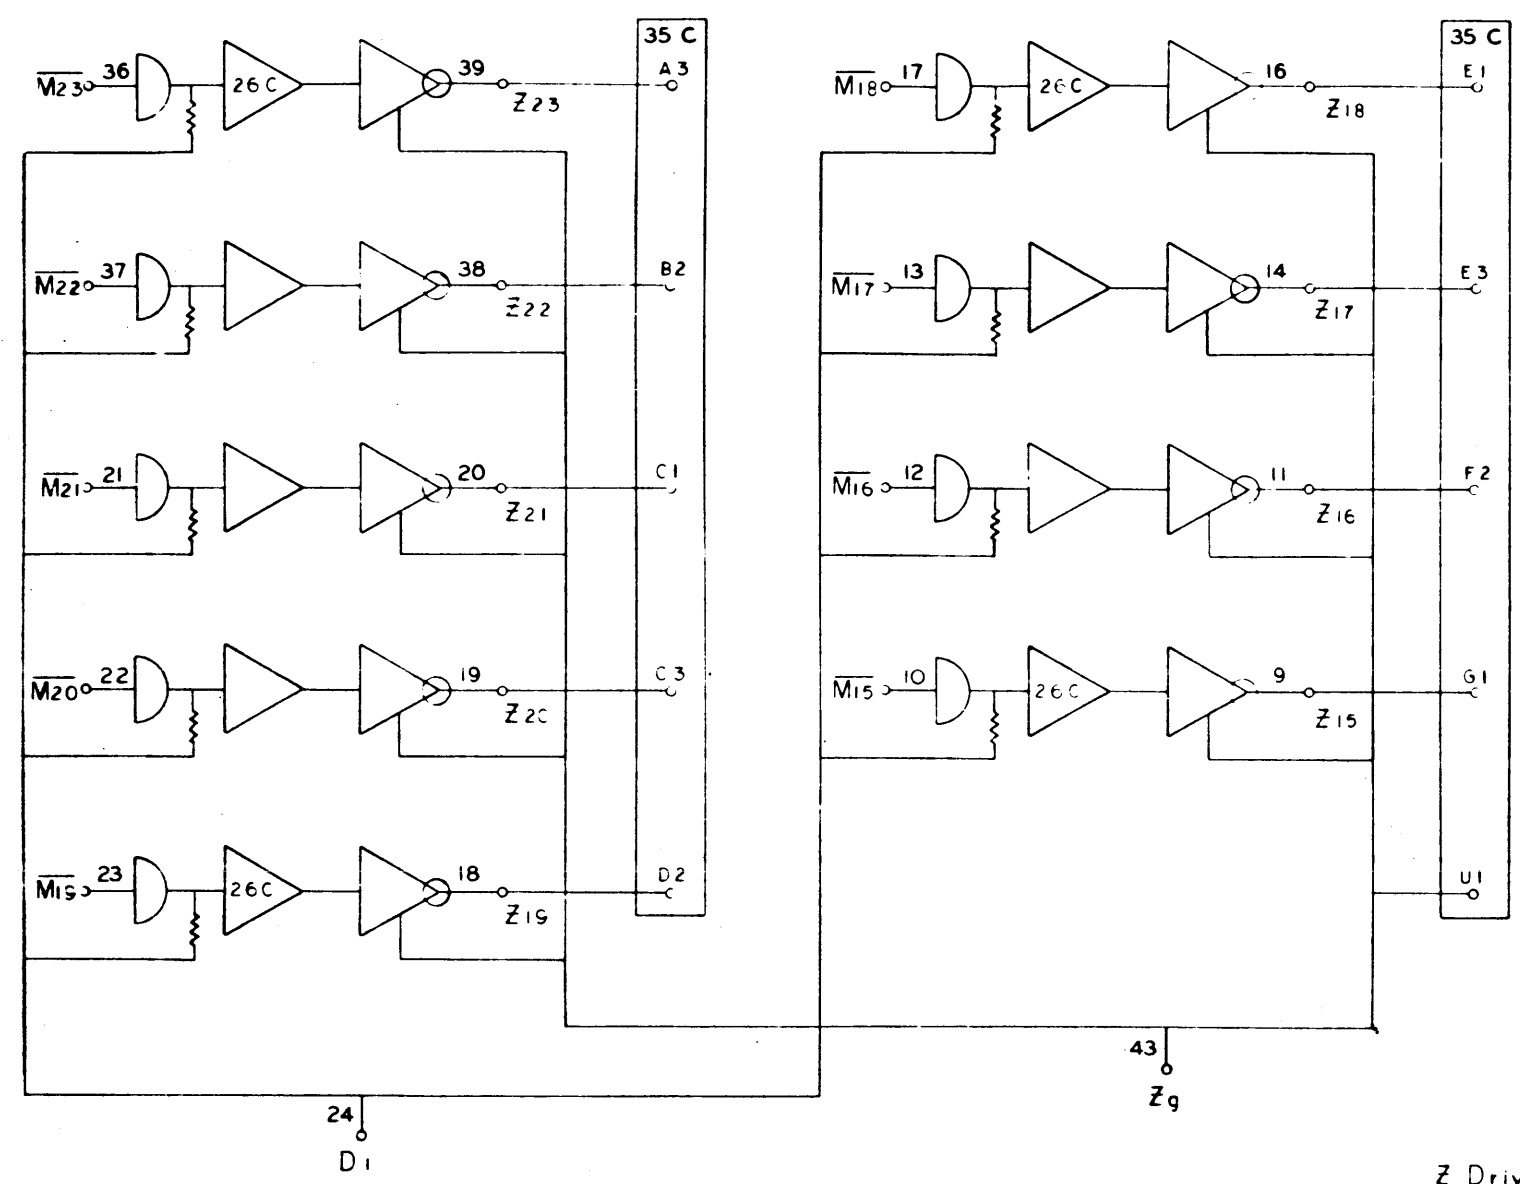 35 C
M23 36 26C 39 Z23 A3
M22 37 38 Z22 B2
M21 21 20 Z21 C1
M20 22 19 Z20 C3
M19 23 26C 18 Z19 D2
24
D1
35 C
M18 17 26C 16 Z18 E1
M17 13 14 Z17 E3
M16 12 11 Z16 F2
M15 10 26C 9 Z15 G1
U1
43
Zg
Z Driv